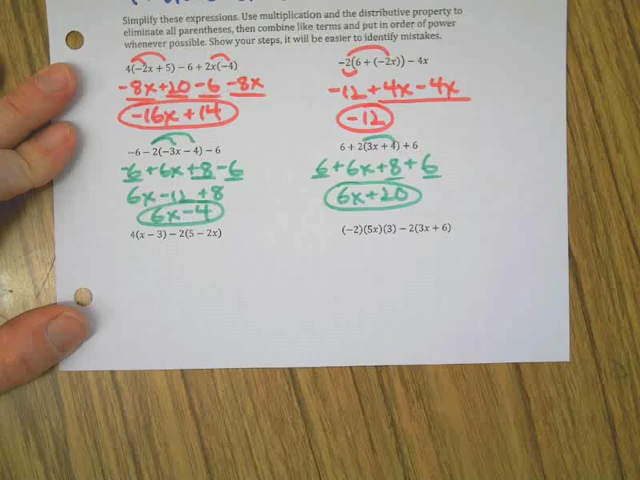 Simplify these expressions. Use multiplication and the distributive property to
eliminate all parentheses, then combine like terms and put in order of power
whenever possible. Show your steps, it will be easier to identify mistakes.
4(−2x + 5) − 6 + 2x(−4)
-8x+20 -6 -8x
-16x+14
−2(6 + (−2x)) − 4x
-12+4x-4x
-12
−6 − 2(−3x − 4) − 6
-6+6x+8-6
6x-12+8
6x-4
6 + 2(3x + 4) + 6
6+6x+8+6
6x+20
4(x − 3) − 2(5 − 2x)
(−2)(5x)(3) − 2(3x + 6)